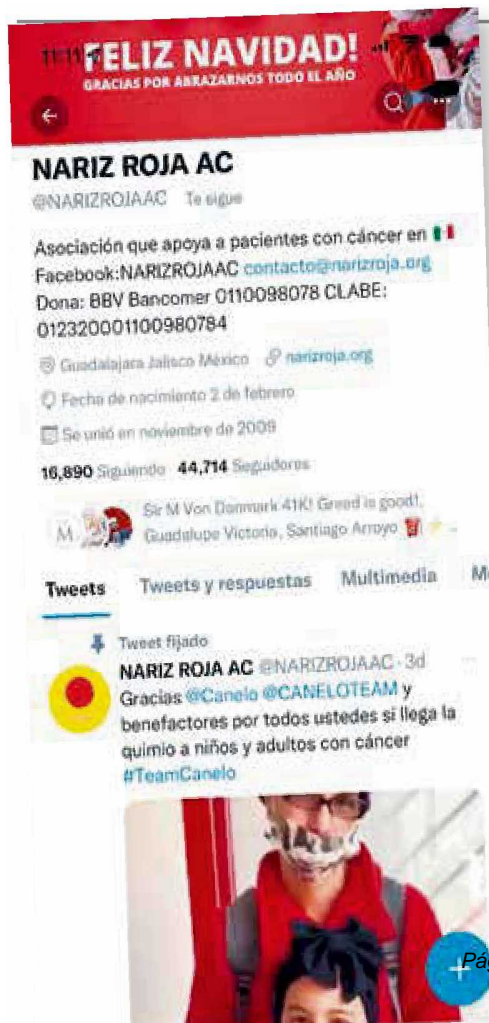 11:11
¡FELIZ NAVIDAD!
GRACIAS POR ABRAZARNOS TODO EL AÑO
NARIZ ROJA AC
@NARIZROJAAC Te sigue
Asociación que apoya a pacientes con cáncer en 🇲🇽
Facebook:NARIZROJAAC contacto@narizroja.org
Dona: BBV Bancomer 0110098078 CLABE:
012320001100980784
Guadalajara Jalisco México narizroja.org
Fecha de nacimiento 2 de febrero
Se unió en noviembre de 2009
16,890 Siguiendo 44,714 Seguidores
M
Sir M Von Danmark 41K! Greed is good!,
Guadalupe Victoria, Santiago Arroyo
Tweets Tweets y respuestas Multimedia M
Tweet fijado
NARIZ ROJA AC @NARIZROJAAC · 3d
Gracias @Canelo @CANELOTEAM y
benefactores por todos ustedes si llega la
quimio a niños y adultos con cáncer
#TeamCanelo
Pág